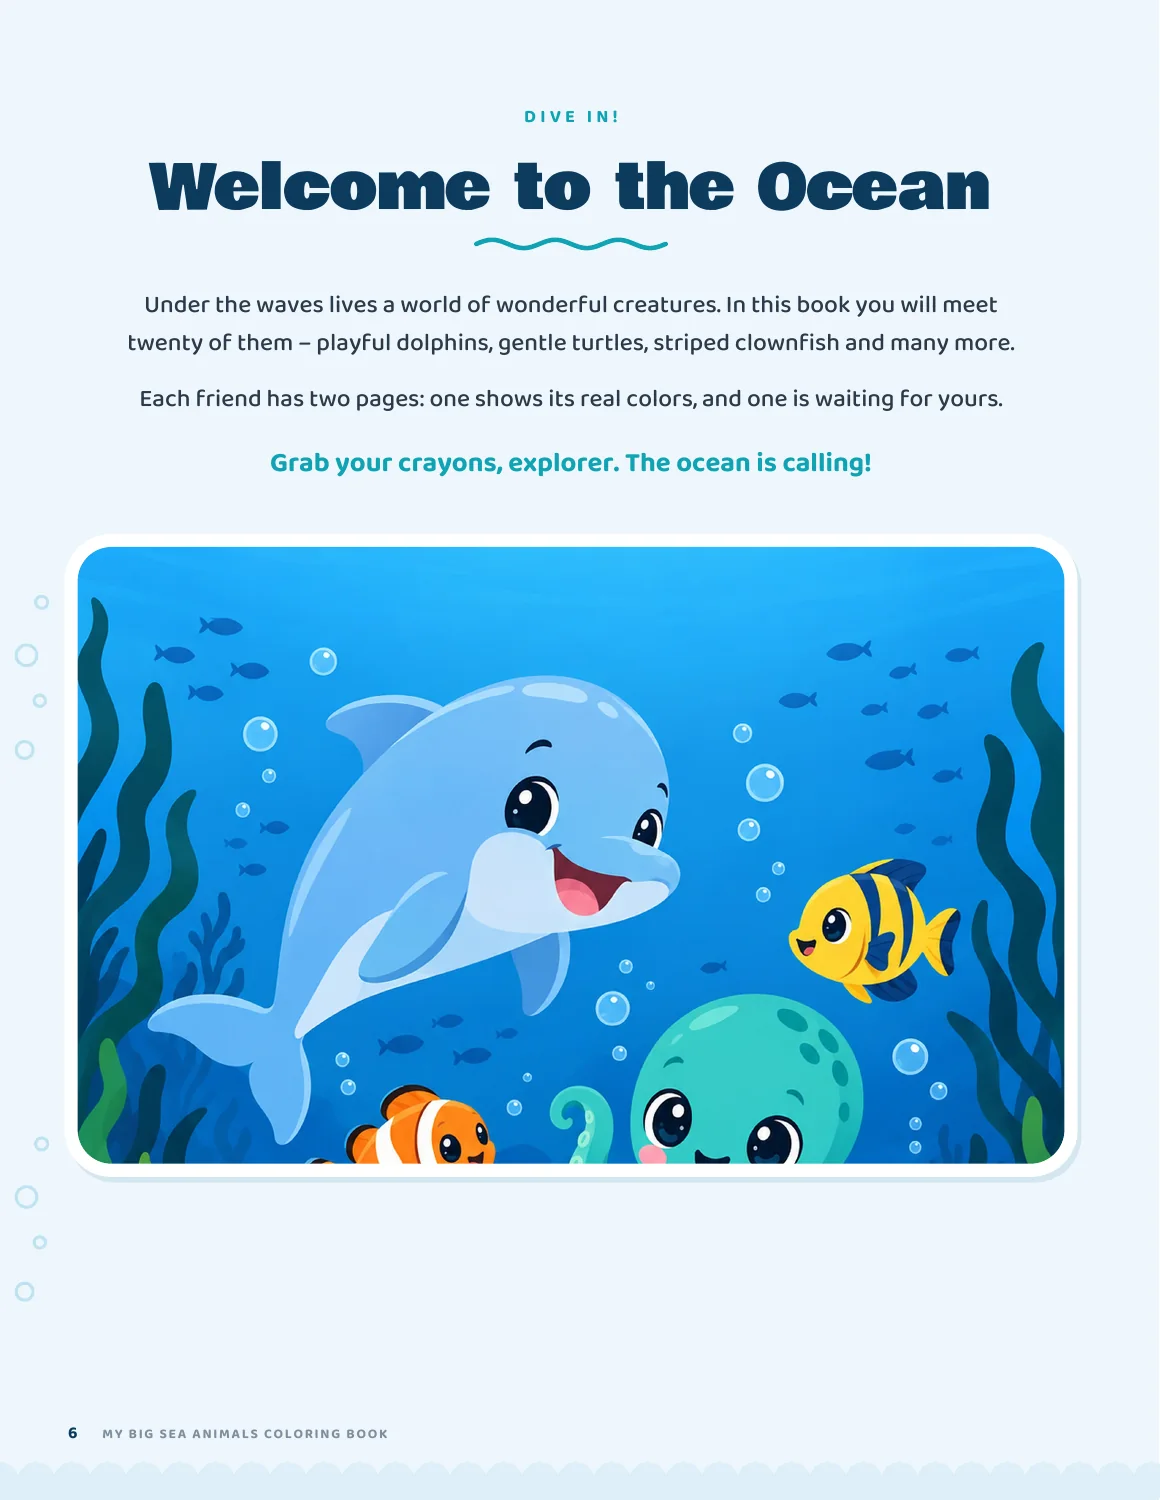 DIVE IN!
Welcome to the Ocean
Under the waves lives a world of wonderful creatures. In this book you will meet
twenty of them – playful dolphins, gentle turtles, striped clownfish and many more.
Each friend has two pages: one shows its real colors, and one is waiting for yours.
Grab your crayons, explorer. The ocean is calling!
6 MY BIG SEA ANIMALS COLORING BOOK